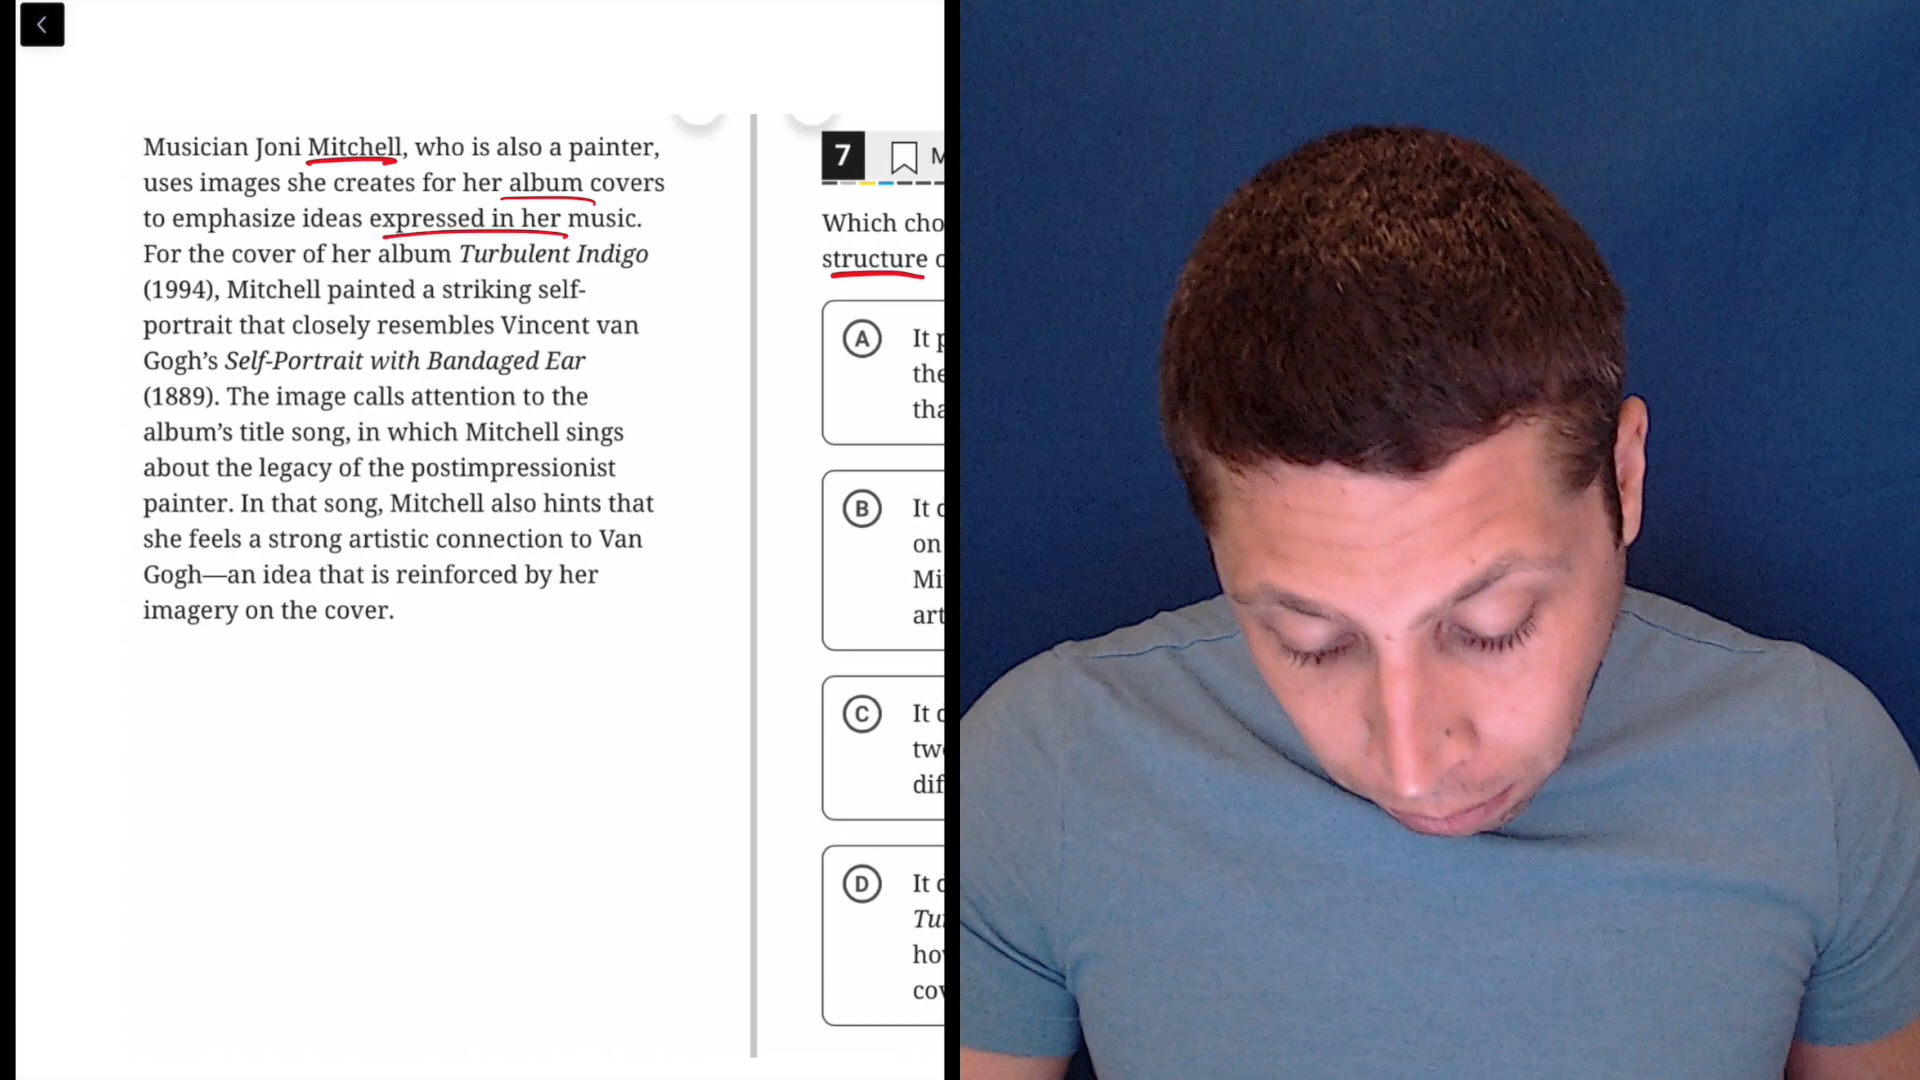 Musician Joni Mitchell, who is also a painter,
uses images she creates for her album covers
to emphasize ideas expressed in her music.
For the cover of her album Turbulent Indigo
(1994), Mitchell painted a striking self-
portrait that closely resembles Vincent van
Gogh’s Self-Portrait with Bandaged Ear
(1889). The image calls attention to the
album’s title song, in which Mitchell sings
about the legacy of the postimpressionist
painter. In that song, Mitchell also hints that
she feels a strong artistic connection to Van
Gogh—an idea that is reinforced by her
imagery on the cover.
7
Which cho
structure
A
It
the
tha
B
It
on
Mi
art
C
It
two
dif
D
It
Tu
ho
cov